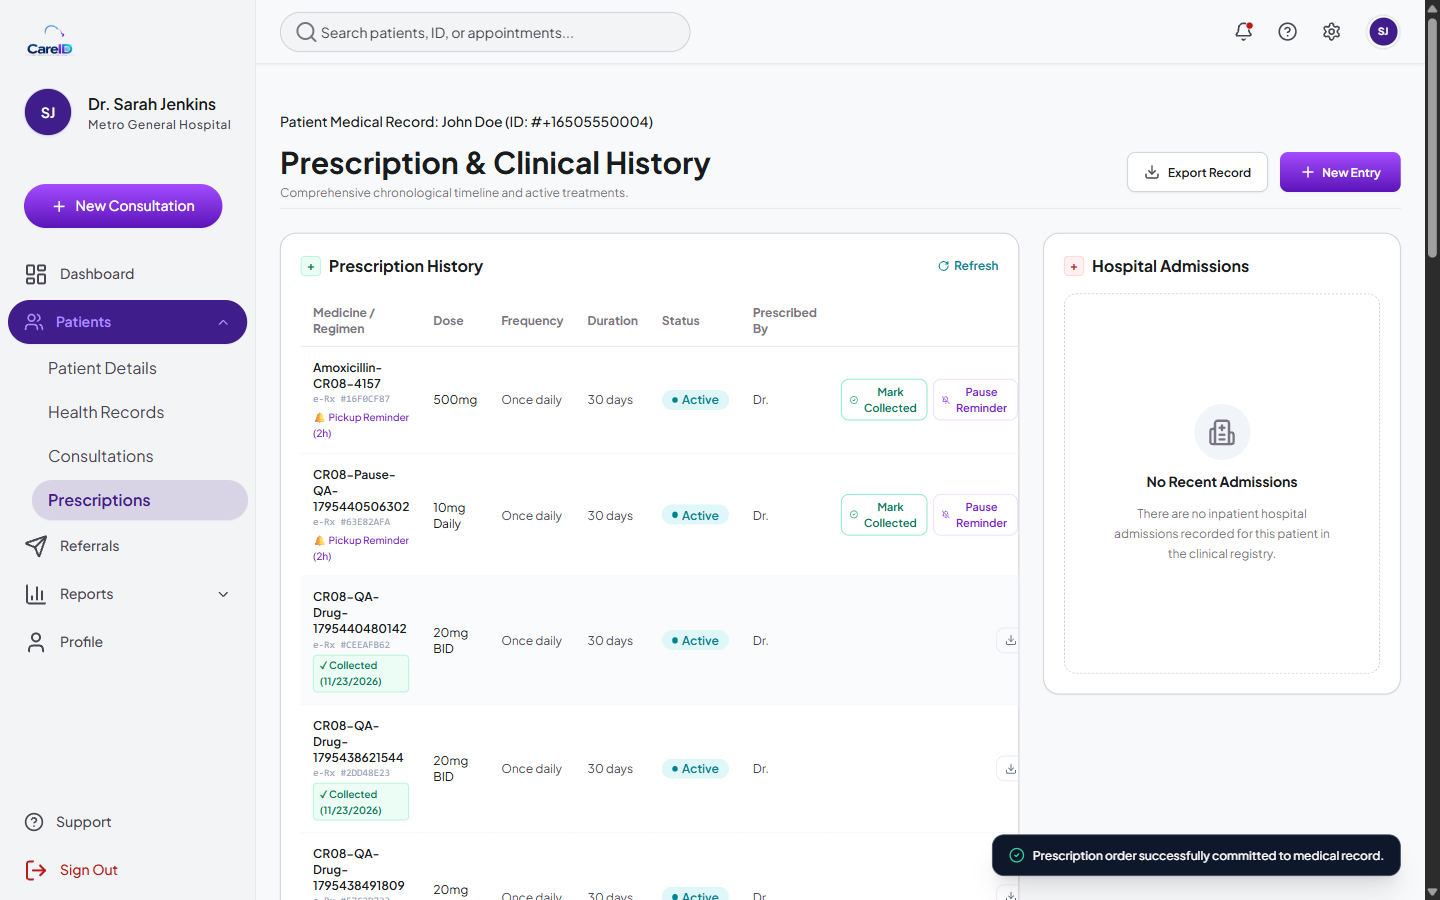 CareID
SJ
Dr. Sarah Jenkins
Metro General Hospital
New Consultation
Dashboard
Patients
Patient Details
Health Records
Consultations
Prescriptions
Referrals
Reports
Profile
Support
Sign Out
Search patients, ID, or appointments...
SJ
Patient Medical Record: John Doe (ID: #+16505550004)
Prescription & Clinical History
Comprehensive chronological timeline and active treatments.
Export Record
New Entry
Prescription History
Refresh
Medicine / Regimen
Dose
Frequency
Duration
Status
Prescribed By
Amoxicillin-
CR08-4157
e-Rx #16F0CF87
Pickup Reminder
(2h)
500mg
Once daily
30 days
Active
Dr.
Mark Collected
Pause Reminder
CR08-Pause-
QA-
1795440506302
e-Rx #63E82AFA
Pickup Reminder
(2h)
10mg
Daily
Once daily
30 days
Active
Dr.
Mark Collected
Pause Reminder
CR08-QA-
Drug-
1795440480142
e-Rx #CEEAFB62
✓ Collected
(11/23/2026)
20mg
BID
Once daily
30 days
Active
Dr.
CR08-QA-
Drug-
1795438621544
e-Rx #2DD48E23
✓ Collected
(11/23/2026)
20mg
BID
Once daily
30 days
Active
Dr.
CR08-QA-
Drug-
1795438491809
20mg
Once daily
30 days
Active
Dr.
Hospital Admissions
No Recent Admissions
There are no inpatient hospital
admissions recorded for this patient in
the clinical registry.
Prescription order successfully committed to medical record.